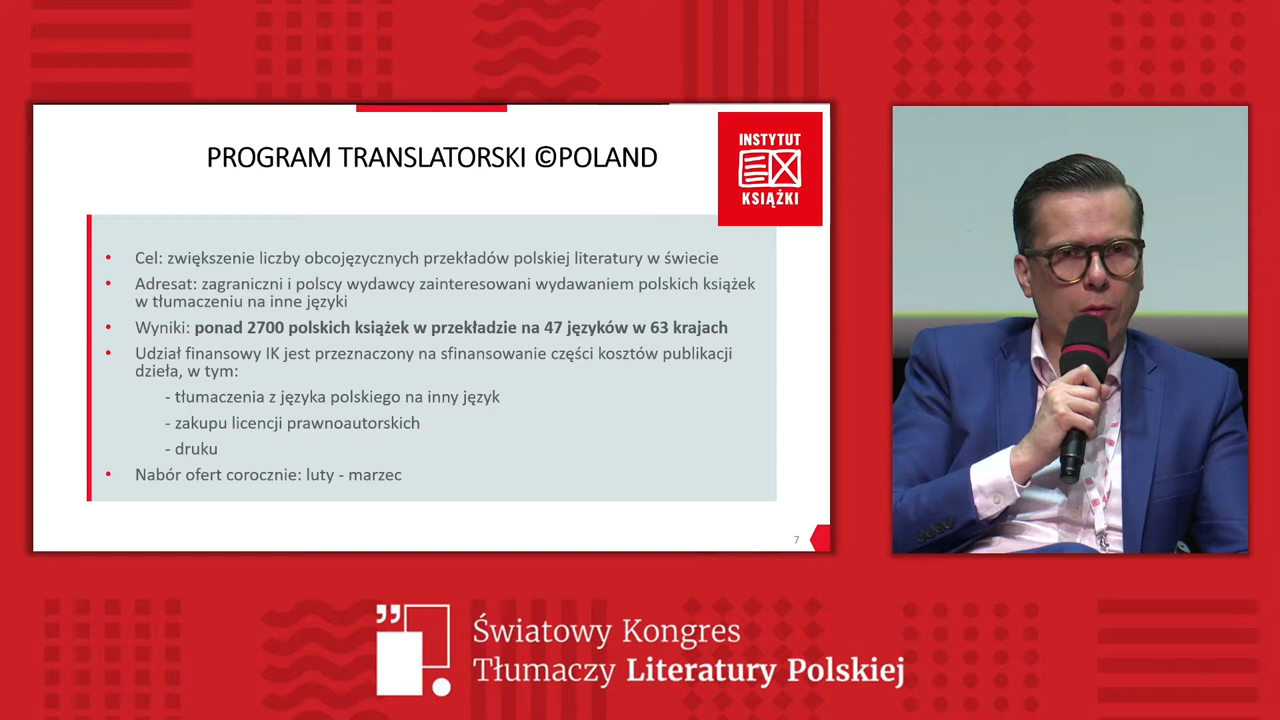 PROGRAM TRANSLATORSKI ©POLAND
INSTYTUT
KSIĄŻKI
• Cel: zwiększenie liczby obcojęzycznych przekładów polskiej literatury w świecie
• Adresat: zagraniczni i polscy wydawcy zainteresowani wydawaniem polskich książek
w tłumaczeniu na inne języki
• Wyniki: ponad 2700 polskich książek w przekładzie na 47 języków w 63 krajach
• Udział finansowy IK jest przeznaczony na sfinansowanie części kosztów publikacji
dzieła, w tym:
- tłumaczenia z języka polskiego na inny język
- zakupu licencji prawnoautorskich
- druku
• Nabór ofert corocznie: luty - marzec
7
Światowy Kongres
Tłumaczy Literatury Polskiej